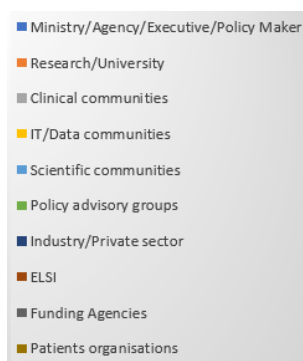 Ministry/Agency/Executive/Policy Maker
Research/University
Clinical communities
IT/Data communities
Scientific communities
Policy advisory groups
Industry/Private sector
ELSI
Funding Agencies
Patients organisations